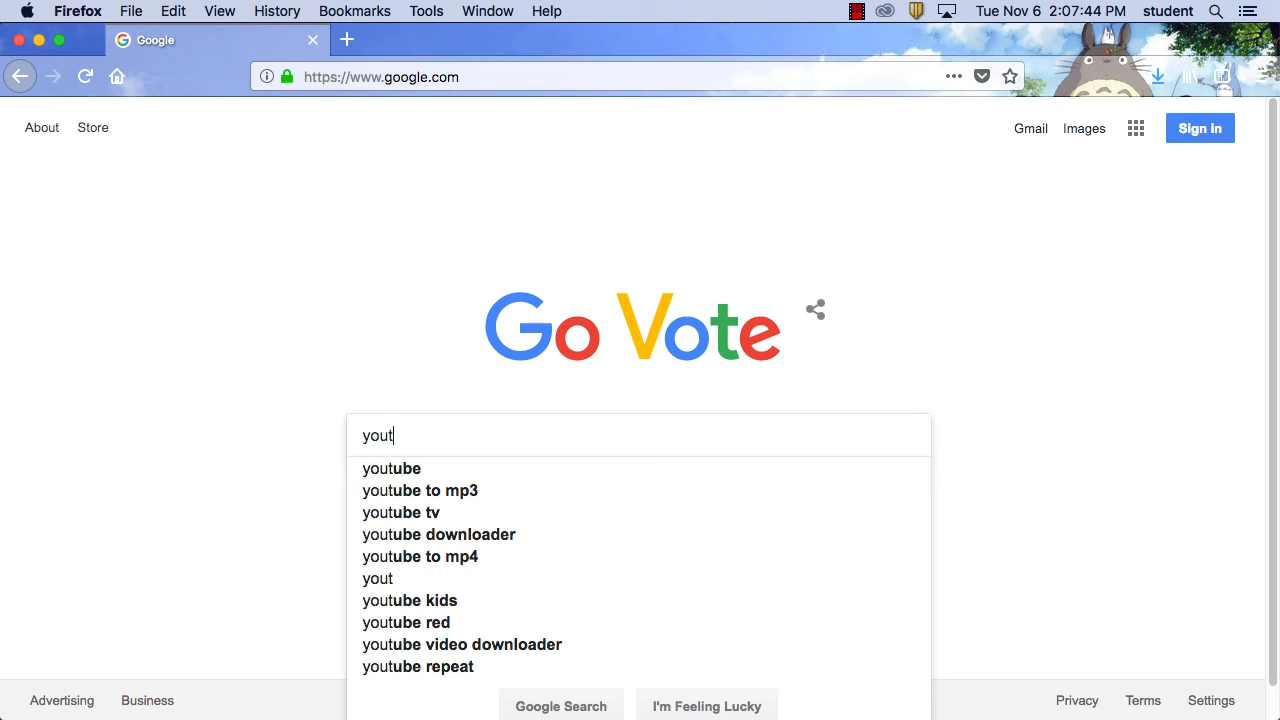 Firefox File Edit View History Bookmarks Tools Window Help Tue Nov 6 2:07:44 PM student
Google
https://www.google.com
About Store Gmail Images Sign in
Go Vote
yout
youtube
youtube to mp3
youtube tv
youtube downloader
youtube to mp4
yout
youtube kids
youtube red
youtube video downloader
youtube repeat
Advertising Business Google Search I'm Feeling Lucky Privacy Terms Settings